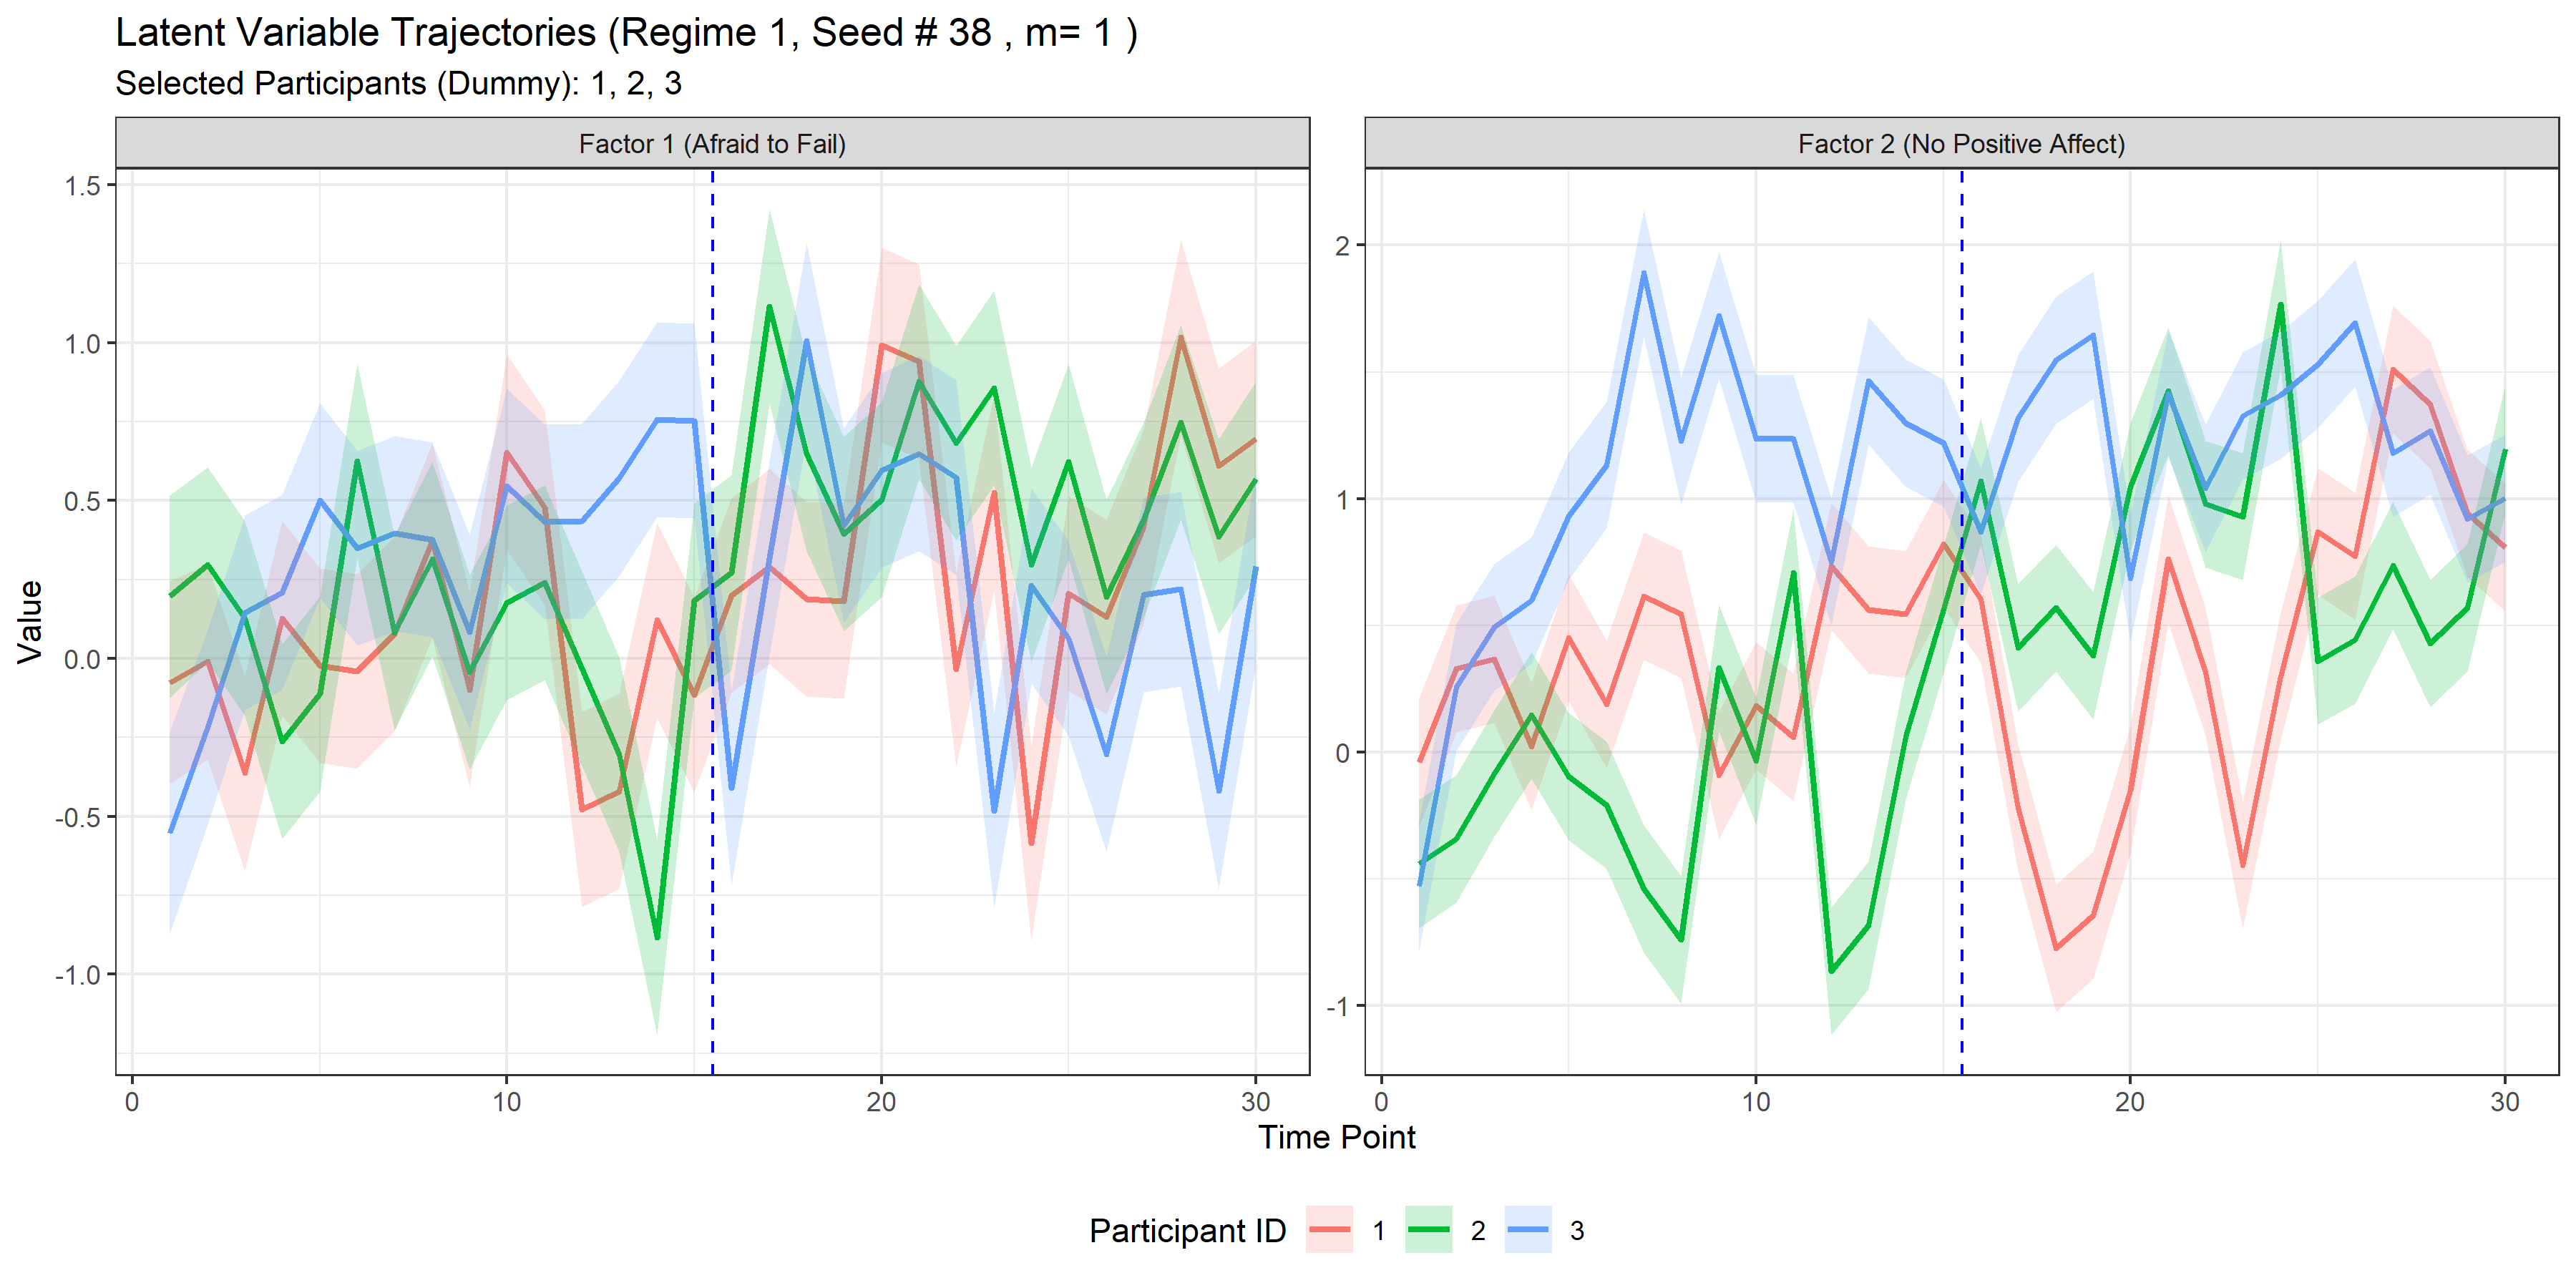 Latent Variable Trajectories (Regime 1, Seed # 38 , m= 1 )
Selected Participants (Dummy): 1, 2, 3
Factor 1 (Afraid to Fail)
Factor 2 (No Positive Affect)
Value
1.5
1.0
0.5
0.0
-0.5
-1.0
2
1
0
-1
0 10 20 30
0 10 20 30
Time Point
Participant ID 1 2 3